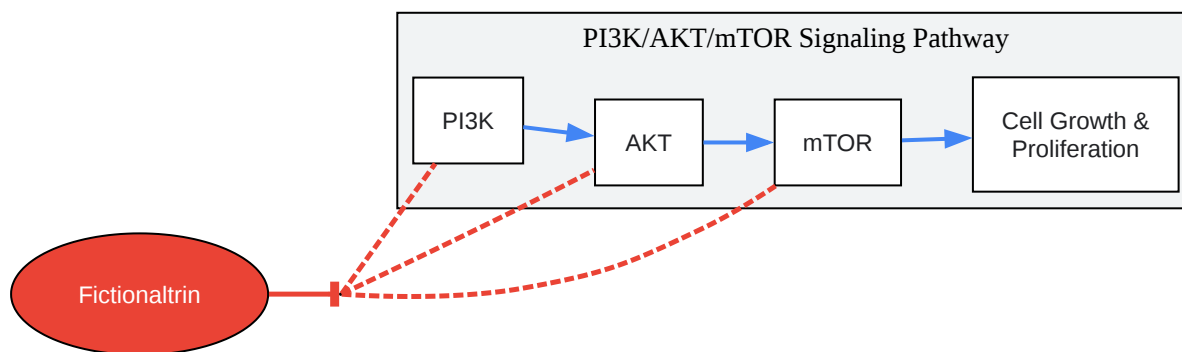 PI3K/AKT/mTOR Signaling Pathway
PI3K
AKT
mTOR
Cell Growth &
Proliferation
Fictionaltrin